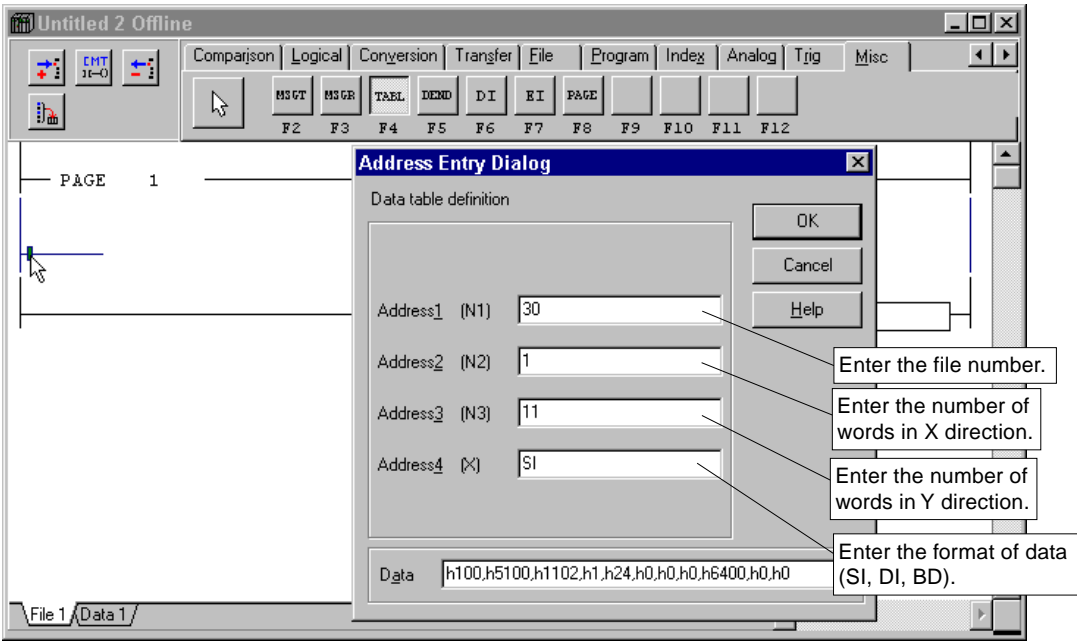 Untitled 2 Offline
CMT
Comparison Logical Conversion Transfer File Program Index Analog Trig Misc
MSGT MSGR TABL DEND DI EI PAGE
F2 F3 F4 F5 F6 F7 F8 F9 F10 F11 F12
PAGE 1
Address Entry Dialog
Data table definition
OK
Cancel
Help
Address1 (N1) 30
Address2 (N2) 1
Address3 (N3) 11
Address4 (X) SI
Enter the file number.
Enter the number of
words in X direction.
Enter the number of
words in Y direction.
Enter the format of data
(SI, DI, BD).
Data h100,h5100,h1102,h1,h24,h0,h0,h0,h6400,h0,h0
File 1 Data 1